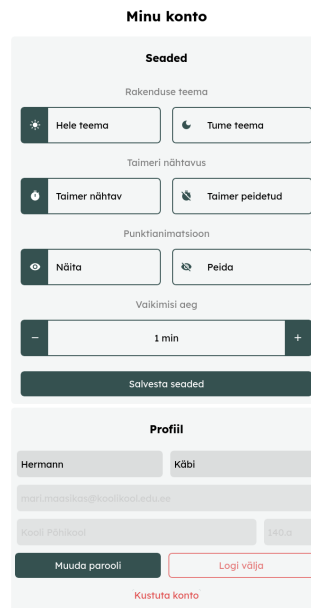 Minu konto
Seaded
Rakenduse teema
Hele teema
Tume teema
Taimeri nähtavus
Taimer nähtav
Taimer peidetud
Punktianimatsioon
Näita
Peida
Vaikimisi aeg
− 1 min +
Salvesta seaded
Profiil
Hermann
Käbi
mari.maasikas@koolikool.edu.ee
Kooli Põhikool
140.a
Muuda parooli
Logi välja
Kustuta konto